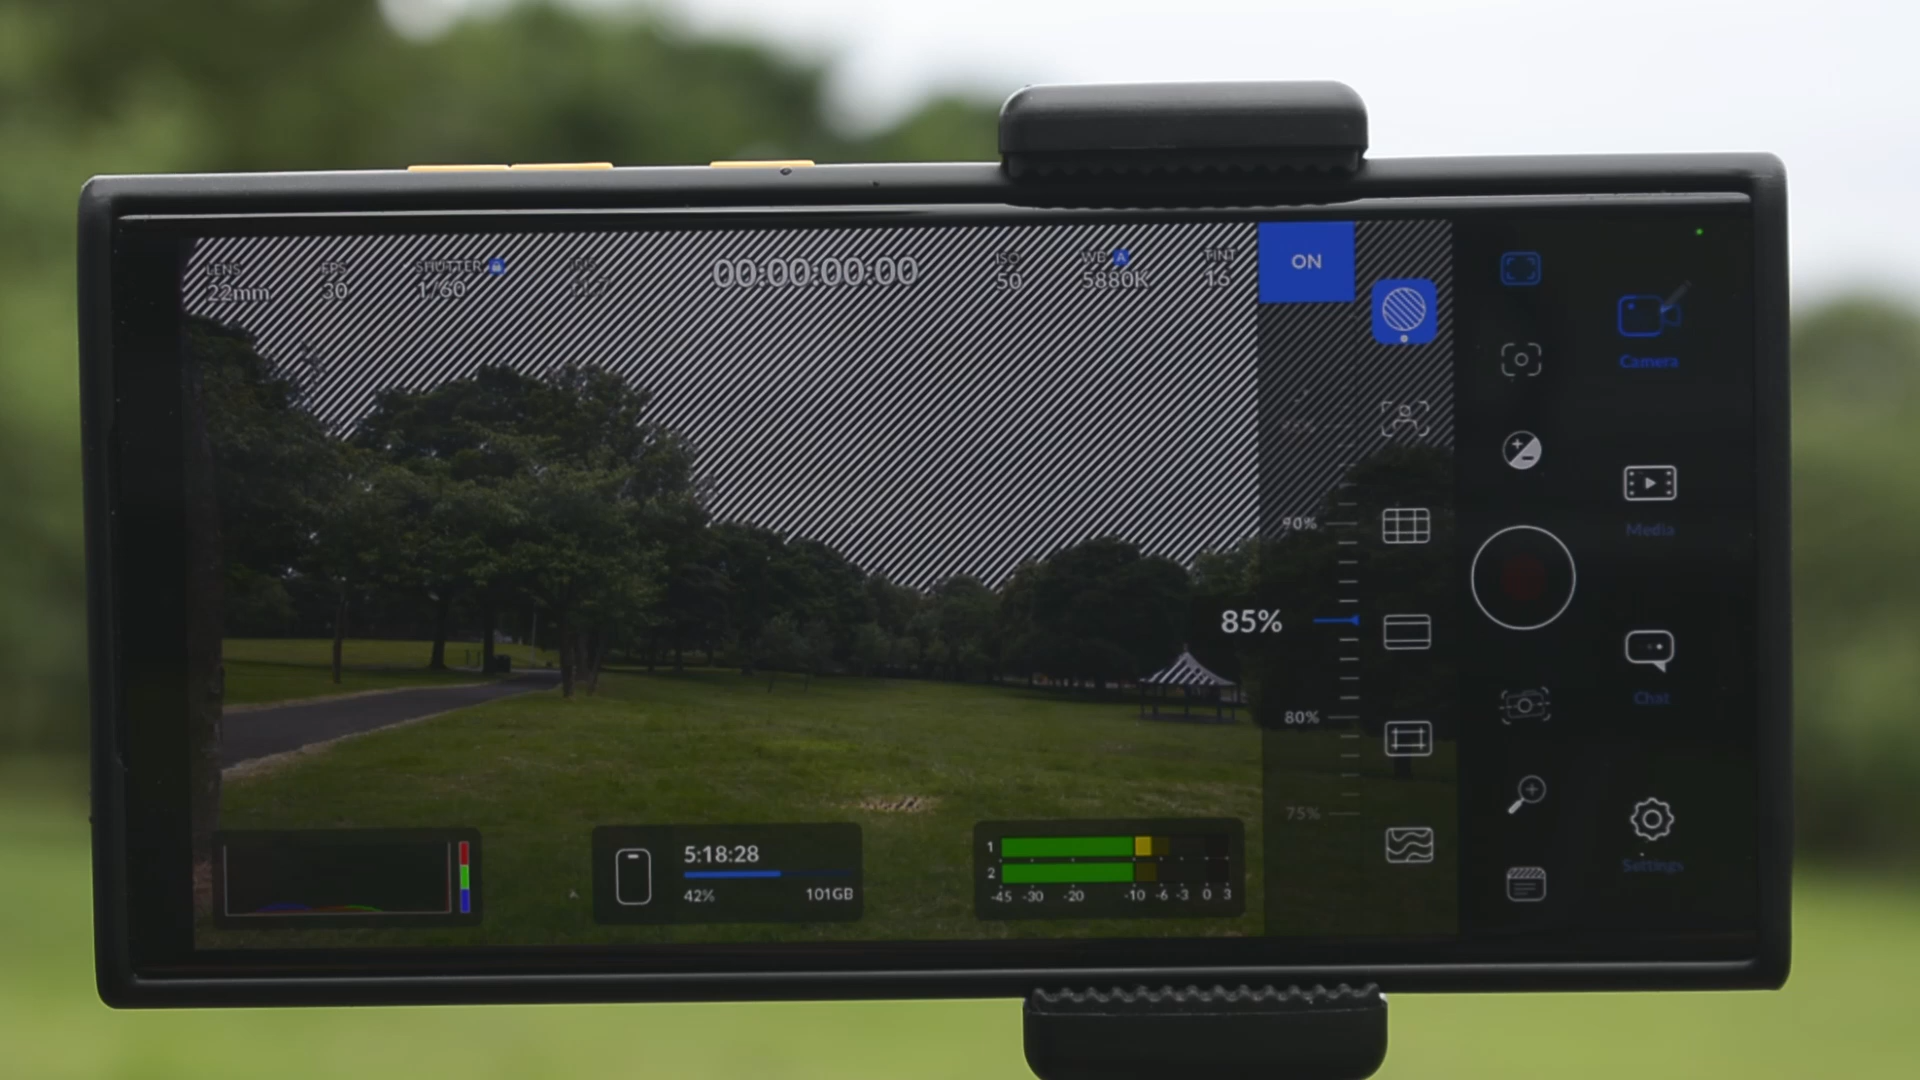 LENS
22mm
FPS
30
SHUTTER
1/60
IRIS
00:00:00:00
ISO
50
WB A
5880K
TINT
16
ON
Camera
95%
90%
85%
80%
75%
Media
Chat
Settings
5:18:28
42% 101GB
1
2
-45 -30 -20 -10 -6 -3 0 3